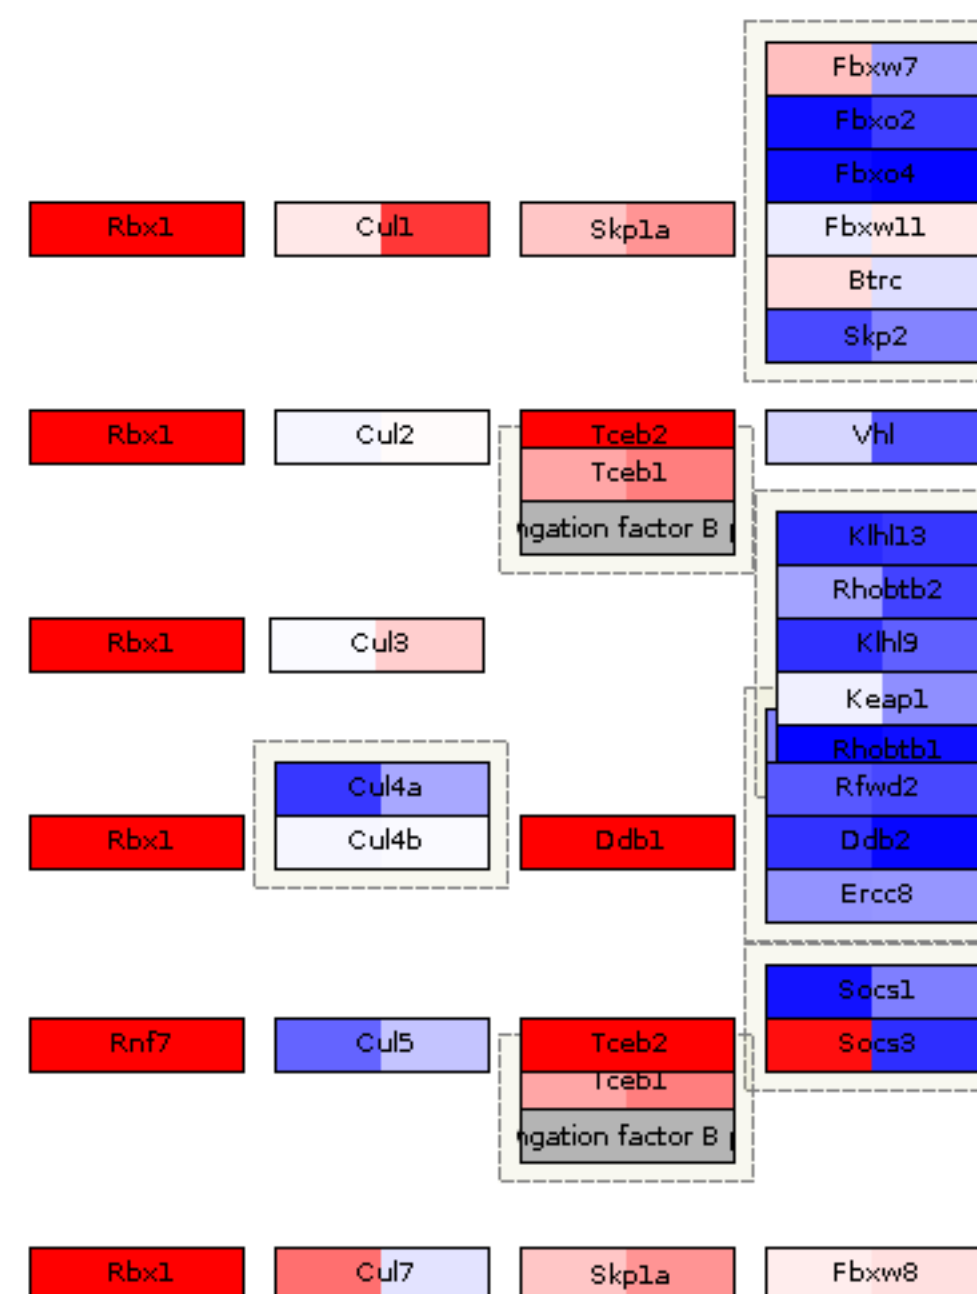 Fbxw7
Fbxo2
Fbxo4
Rbx1 Cul1 Skp1a Fbxw11
Btrc
Skp2
Rbx1 Cul2 Tceb2 Vhl
Tceb1
ngation factor B
Klhl13
Rhobtb2
Rbx1 Cul3 Klhl9
Keap1
Rhobtb1
Cul4a Rfwd2
Rbx1 Cul4b Ddb1 Ddb2
Ercc8
Socs1
Rnf7 Cul5 Tceb2 Socs3
Tceb1
ngation factor B
Rbx1 Cul7 Skp1a Fbxw8